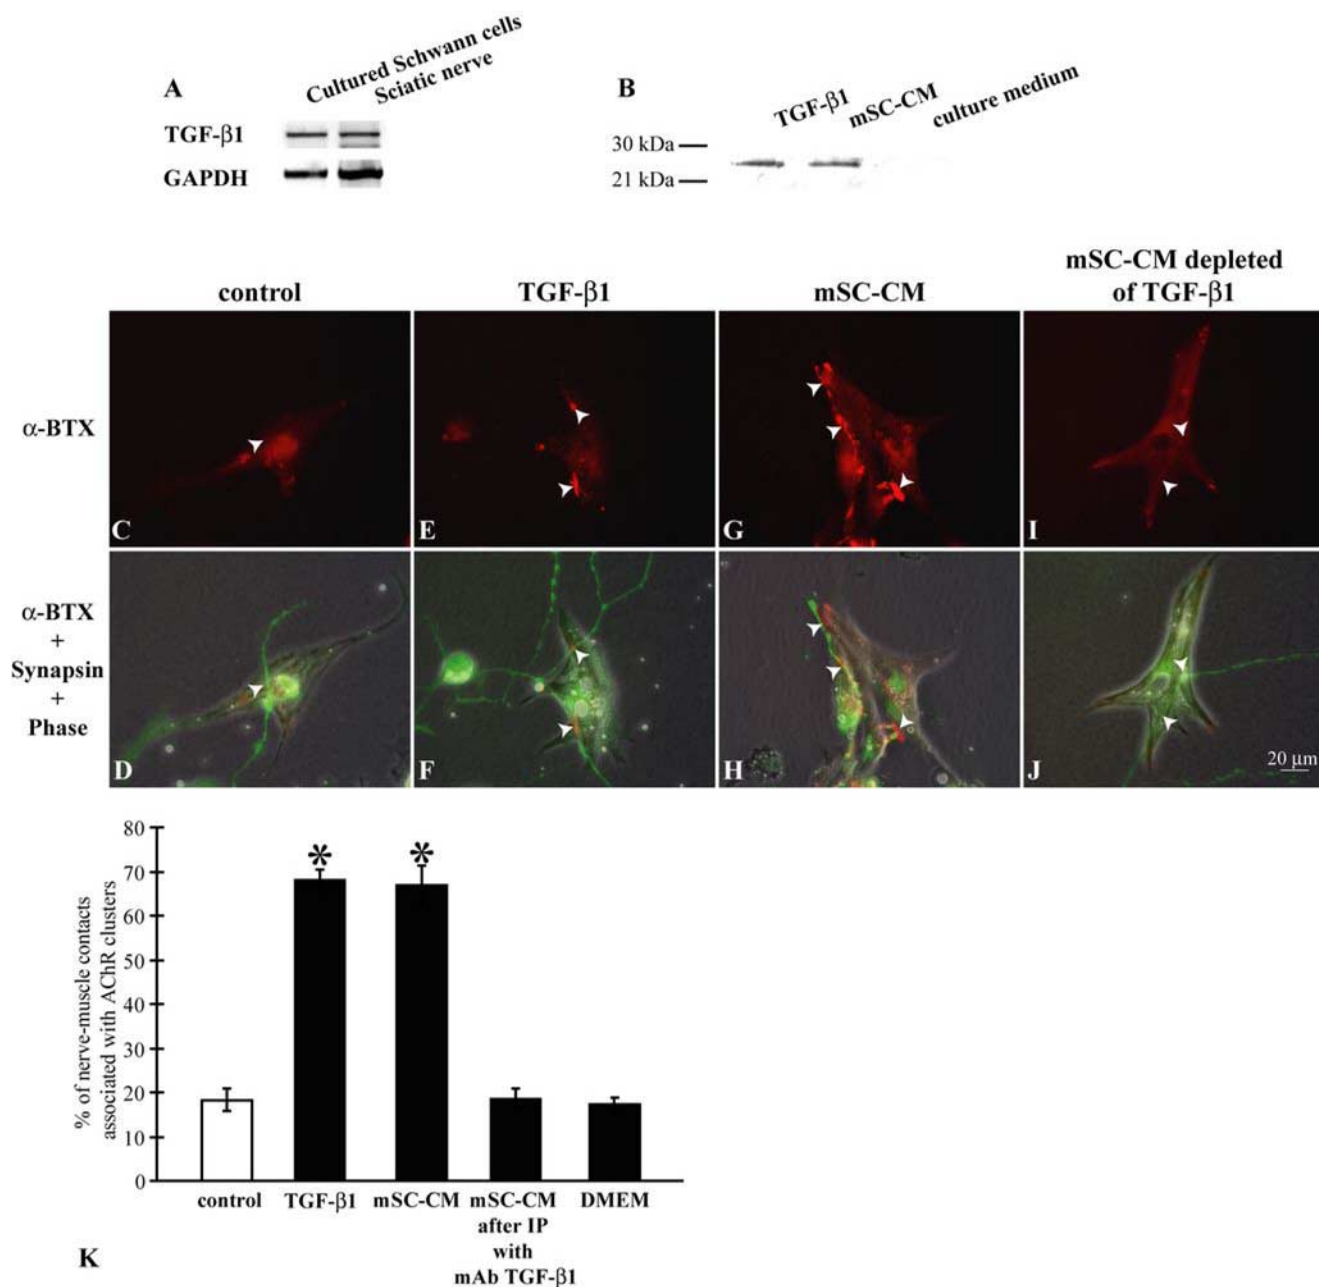 A
Cultured Schwann cells
Sciatic nerve
TGF-β1
GAPDH
B
TGF-β1
mSC-CM
culture medium
30 kDa
21 kDa
control
TGF-β1
mSC-CM
mSC-CM depleted
of TGF-β1
α-BTX
C
E
G
I
α-BTX
+
Synapsin
+
Phase
D
F
H
J
20 μm
% of nerve-muscle contacts
associated with AChR clusters
80
70
60
50
40
30
20
10
0
*
*
control
TGF-β1
mSC-CM
mSC-CM
after IP
with
mAb TGF-β1
DMEM
K